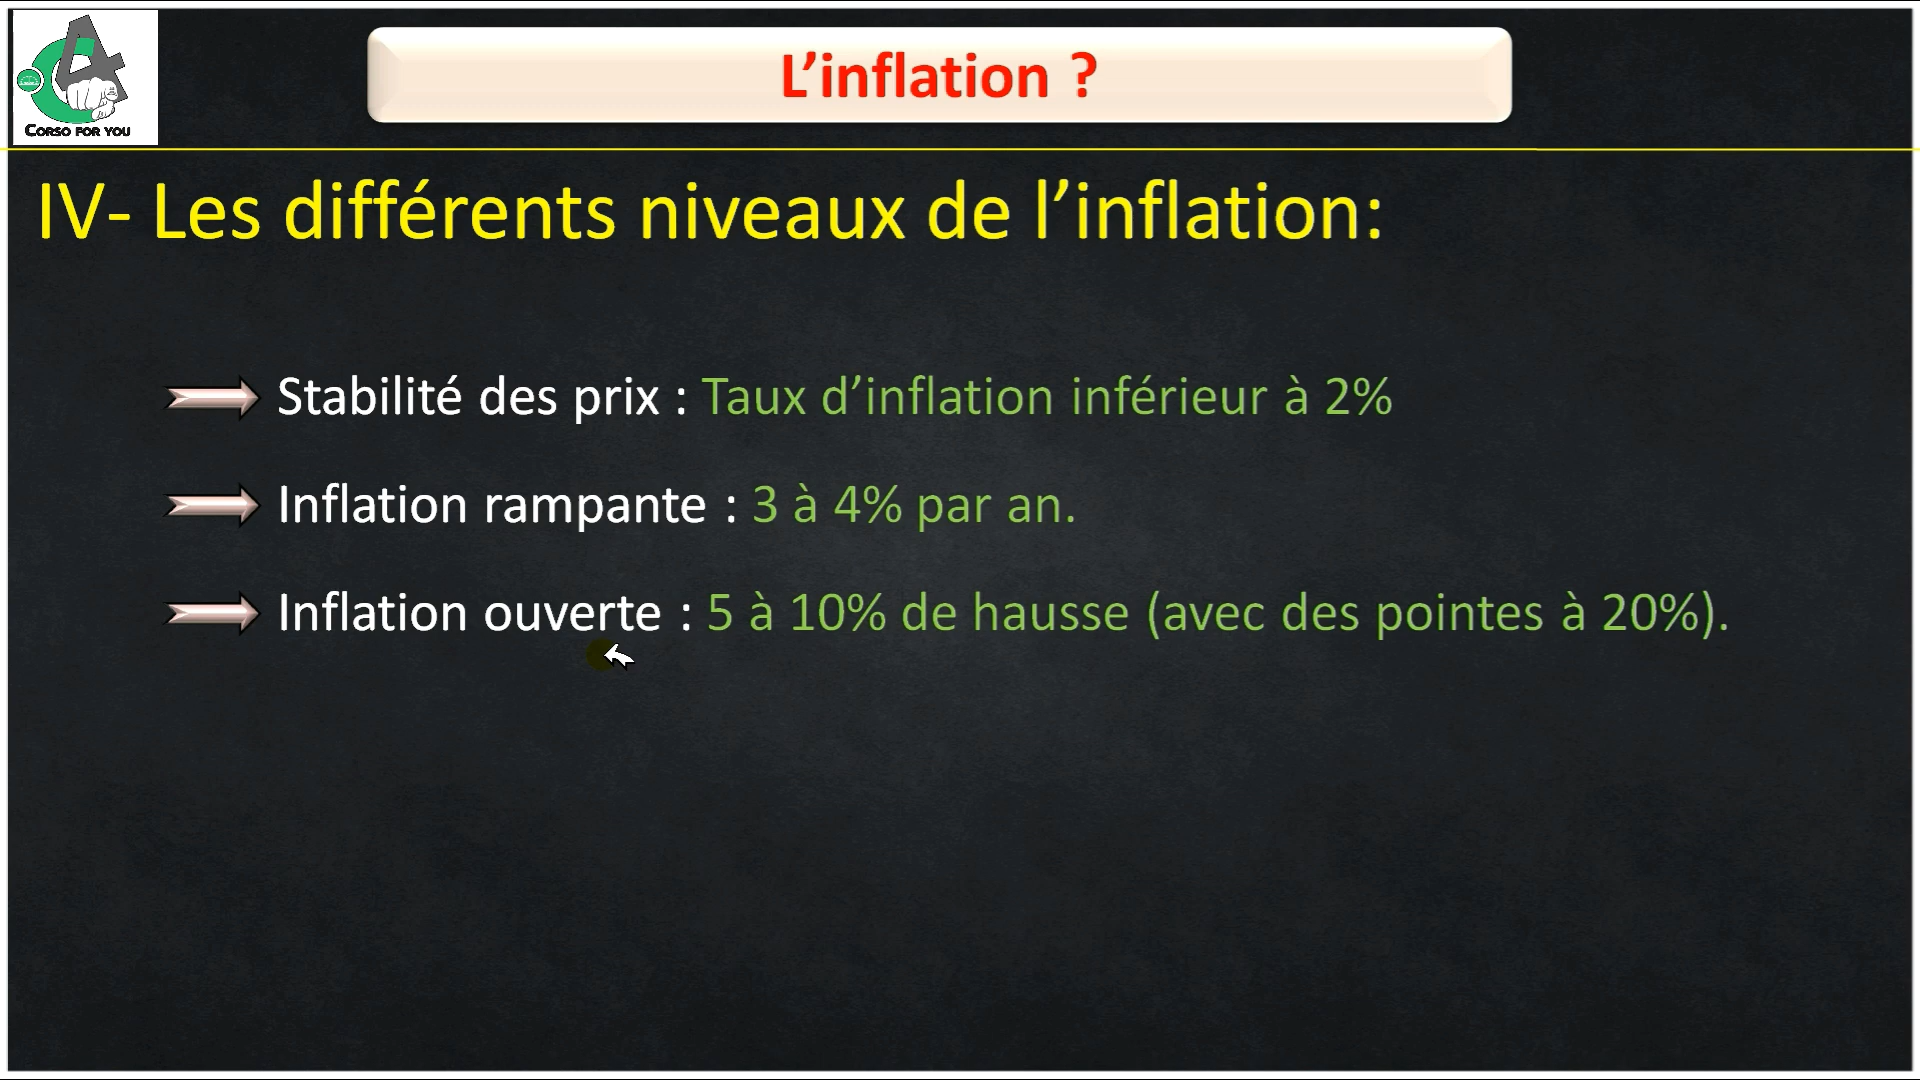 CORSO FOR YOU
L’inflation ?
IV- Les différents niveaux de l’inflation:
Stabilité des prix : Taux d’inflation inférieur à 2%
Inflation rampante : 3 à 4% par an.
Inflation ouverte : 5 à 10% de hausse (avec des pointes à 20%).